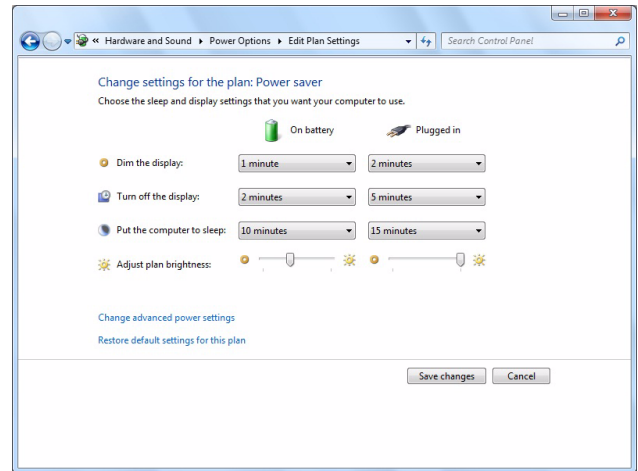 « Hardware and Sound ▸ Power Options ▸ Edit Plan Settings
Search Control Panel
Change settings for the plan: Power saver
Choose the sleep and display settings that you want your computer to use.
On battery Plugged in
Dim the display: 1 minute 2 minutes
Turn off the display: 2 minutes 5 minutes
Put the computer to sleep: 10 minutes 15 minutes
Adjust plan brightness:
Change advanced power settings
Restore default settings for this plan
Save changes Cancel